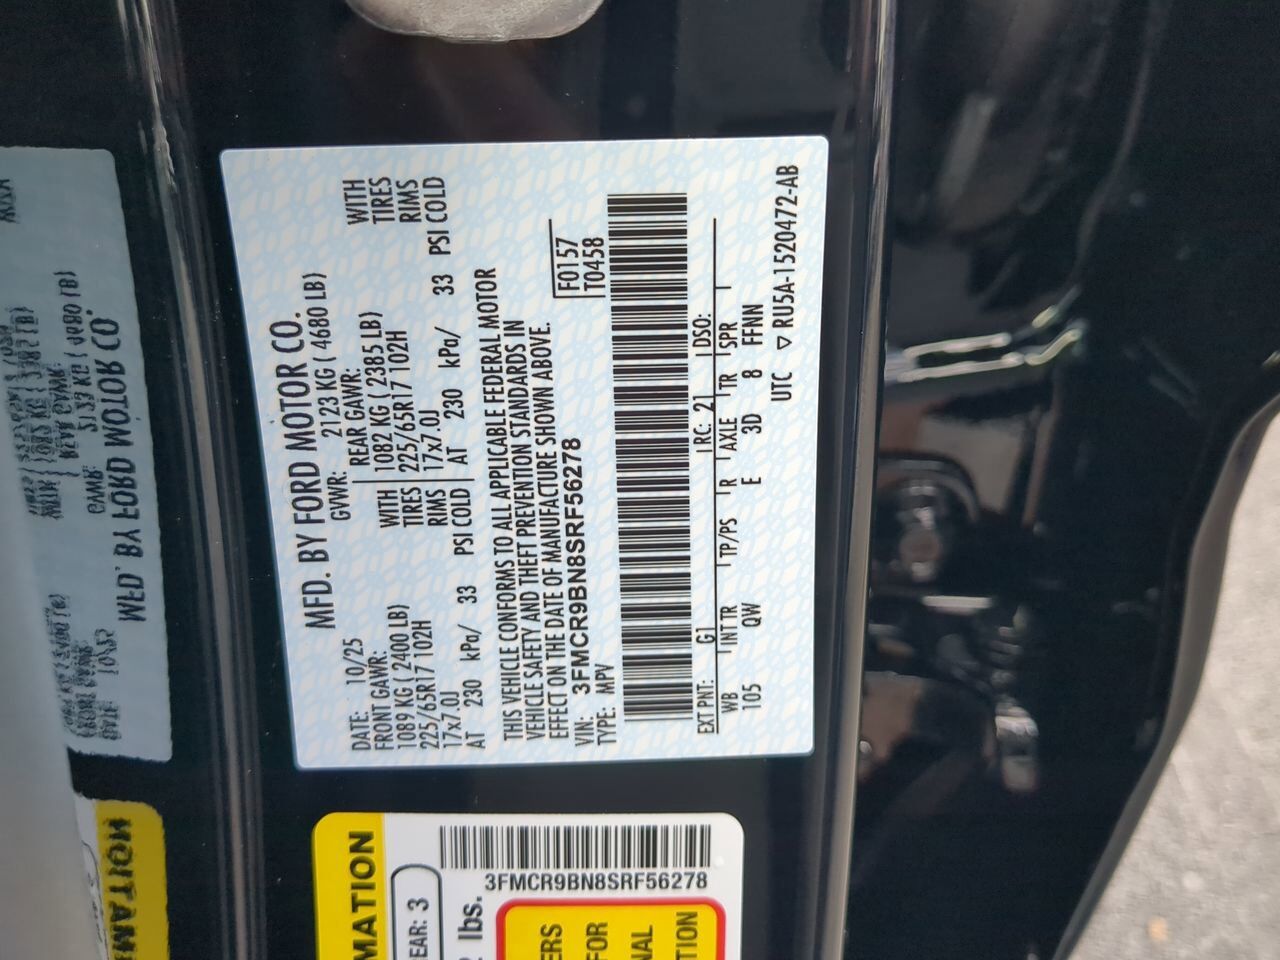 MFD. BY FORD MOTOR CO.
DATE: 10/25 GVWR: 2123 KG ( 4680 LB)
FRONT GAWR: REAR GAWR:
1089 KG ( 2400 LB) WITH 1082 KG ( 2385 LB) WITH
225/65R17 102H TIRES 225/65R17 102H TIRES
17x7.0J RIMS 17x7.0J RIMS
AT 230 kPa/ 33 PSI COLD AT 230 kPa/ 33 PSI COLD
THIS VEHICLE CONFORMS TO ALL APPLICABLE FEDERAL MOTOR
VEHICLE SAFETY AND THEFT PREVENTION STANDARDS IN
EFFECT ON THE DATE OF MANUFACTURE SHOWN ABOVE.
VIN: 3FMCR9BN8SRF56278 F0157
TYPE: MPV T0458
EXT PNT: G1 RC: 21 DSO:
WB INT TR TP/PS R AXLE TR SPR
105 QW E 3D 8 FFNN
UTC ▽ RU5A-1520472-AB
MATION
EAR: 3
3FMCR9BN8SRF56278
lbs.
ERS
FOR
NAL
TION